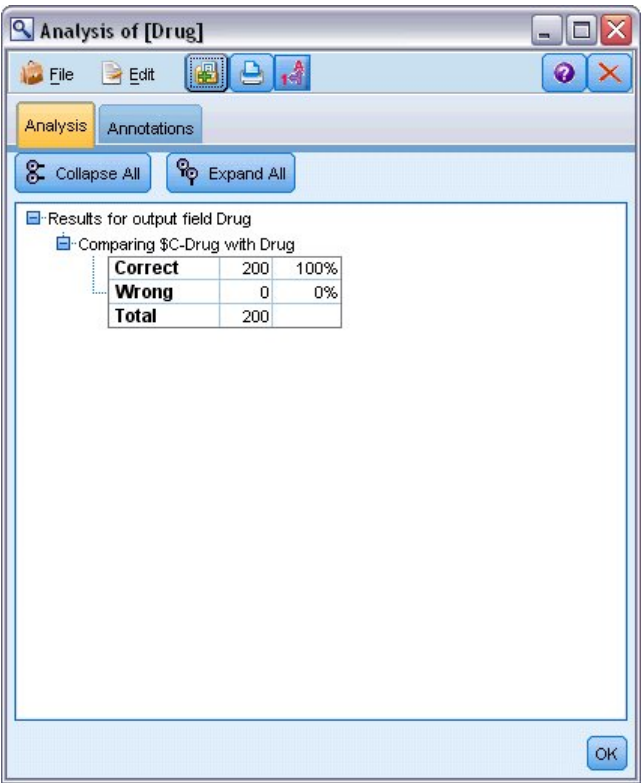 Analysis of [Drug]
File Edit
Analysis Annotations
Collapse All Expand All
Results for output field Drug
Comparing $C-Drug with Drug
Correct 200 100%
Wrong 0 0%
Total 200
OK